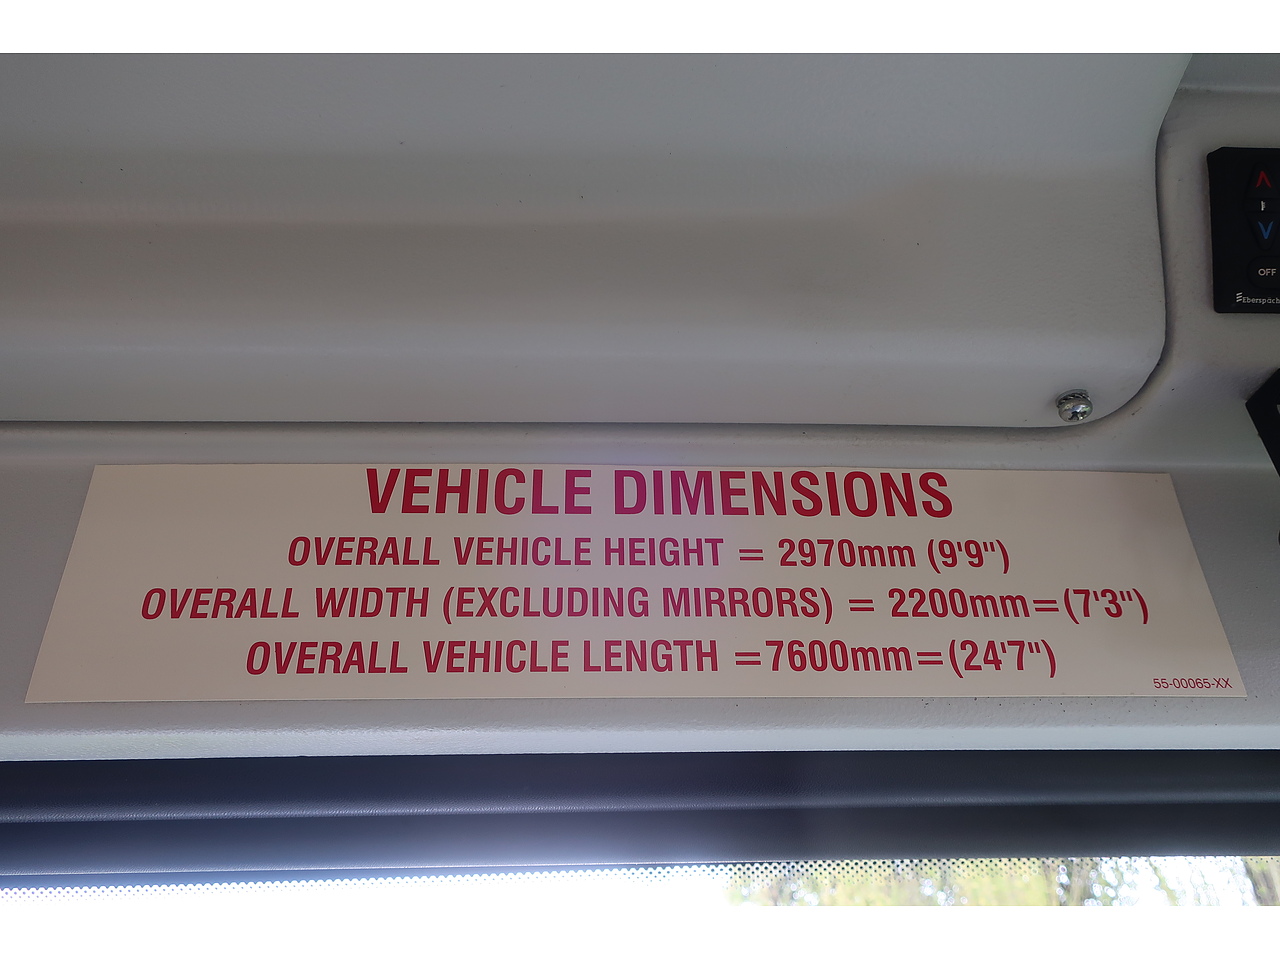 OFF
Eberspäch
VEHICLE DIMENSIONS
OVERALL VEHICLE HEIGHT = 2970mm (9'9")
OVERALL WIDTH (EXCLUDING MIRRORS) = 2200mm=(7'3")
OVERALL VEHICLE LENGTH =7600mm=(24'7")
55-00065-XX